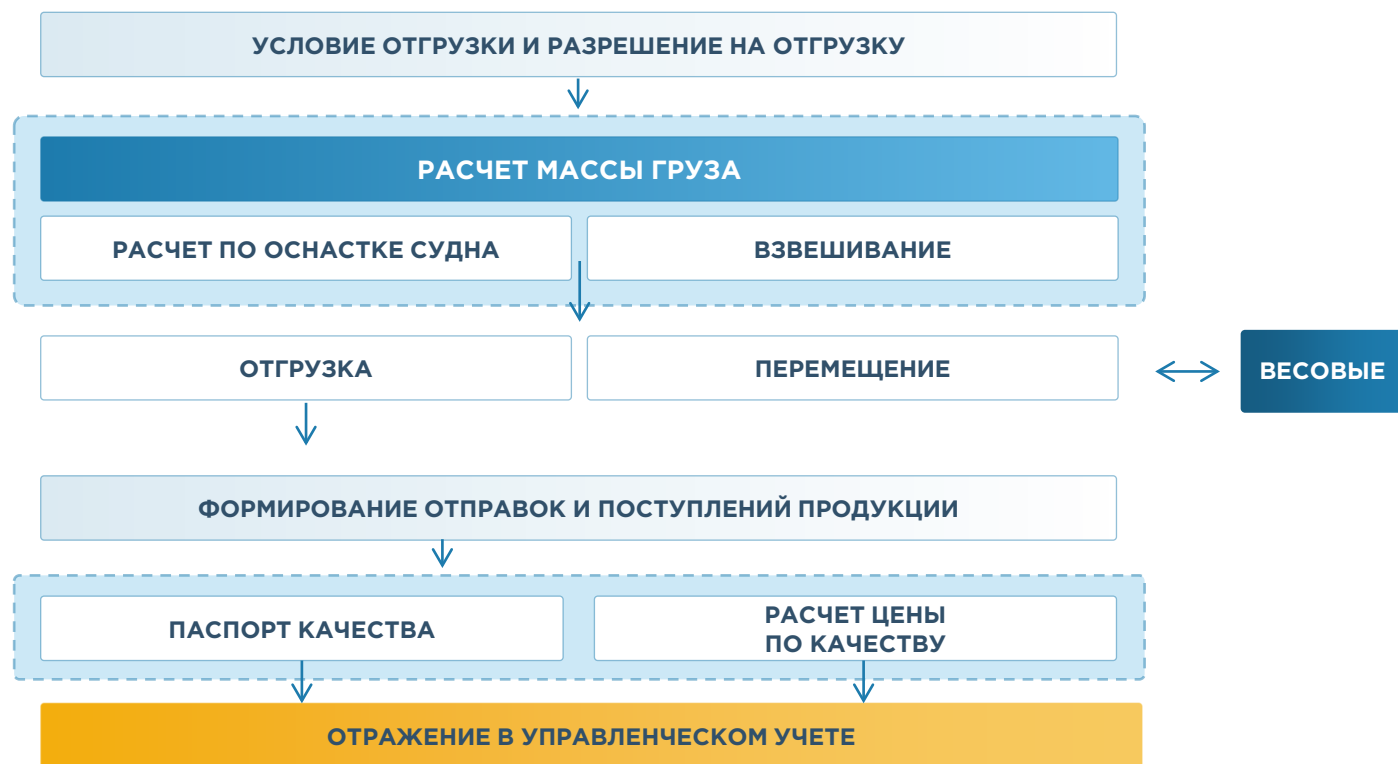 УСЛОВИЕ ОТГРУЗКИ И РАЗРЕШЕНИЕ НА ОТГРУЗКУ
РАСЧЕТ МАССЫ ГРУЗА
РАСЧЕТ ПО ОСНАСТКЕ СУДНА
ВЗВЕШИВАНИЕ
ОТГРУЗКА
ПЕРЕМЕЩЕНИЕ
ВЕСОВЫЕ
ФОРМИРОВАНИЕ ОТПРАВОК И ПОСТУПЛЕНИЙ ПРОДУКЦИИ
ПАСПОРТ КАЧЕСТВА
РАСЧЕТ ЦЕНЫ
ПО КАЧЕСТВУ
ОТРАЖЕНИЕ В УПРАВЛЕНЧЕСКОМ УЧЕТЕ